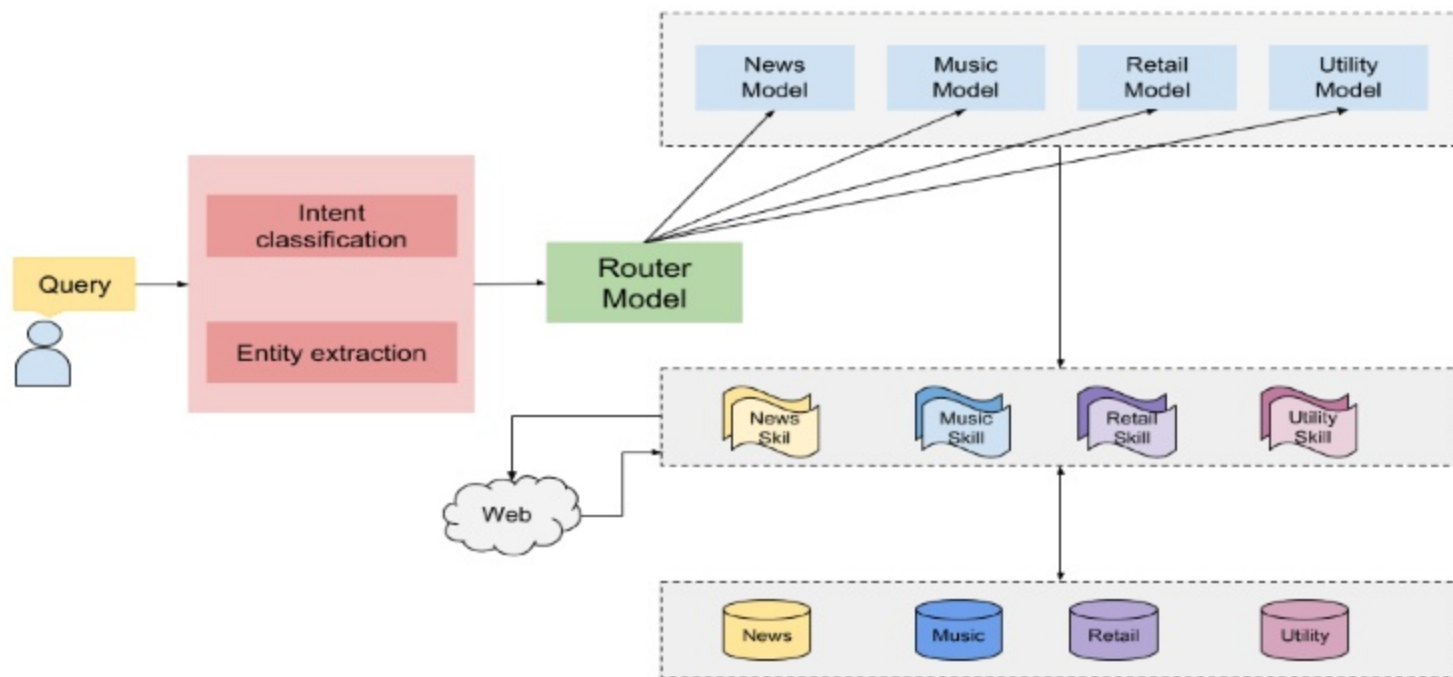 News
Model
Music
Model
Retail
Model
Utility
Model
Intent
classification
Query
Router
Model
Entity extraction
News
Skil
Music
Skill
Retail
Skill
Utility
Skill
Web
News
Music
Retail
Utility